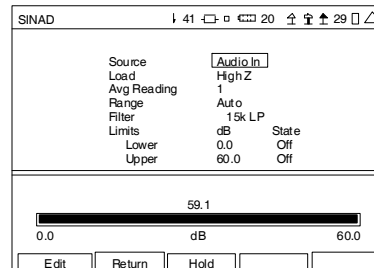 SINAD 41 20 29
Source Audio In
Load High Z
Avg Reading 1
Range Auto
Filter 15k LP
Limits dB State
Lower 0.0 Off
Upper 60.0 Off
59.1
0.0 dB 60.0
Edit Return Hold